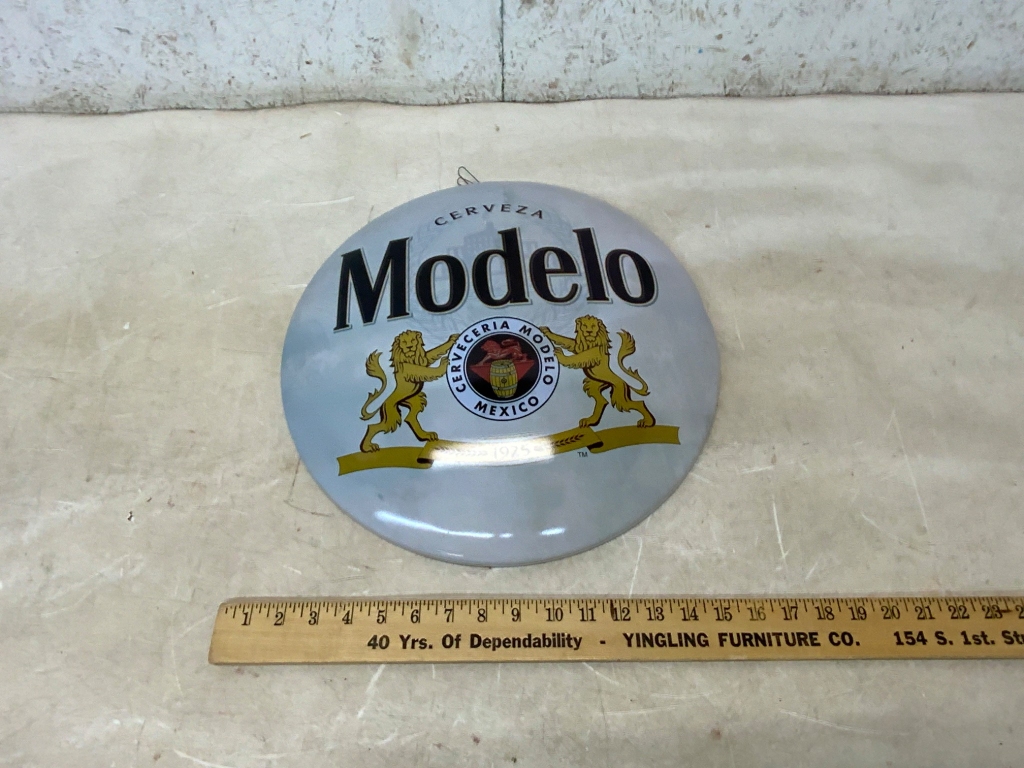 CERVEZA
Modelo
CERVECERIA MODELO
MEXICO
1925
TM
1 2 3 4 5 6 7 8 9 10 11 12 13 14 15 16 17 18 19 20 21 22 23
40 Yrs. Of Dependability - YINGLING FURNITURE CO. 154 S. 1st.